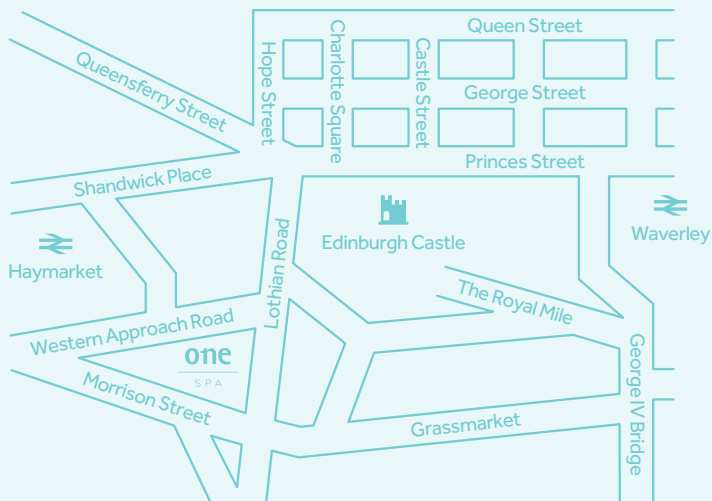 Queen Street
Queensferry Street
Hope Street
Charlotte Square
Castle Street
George Street
Princes Street
Shandwick Place
Edinburgh Castle
Waverley
Haymarket
Lothian Road
The Royal Mile
Western Approach Road
one
SPA
Morrison Street
George IV Bridge
Grassmarket